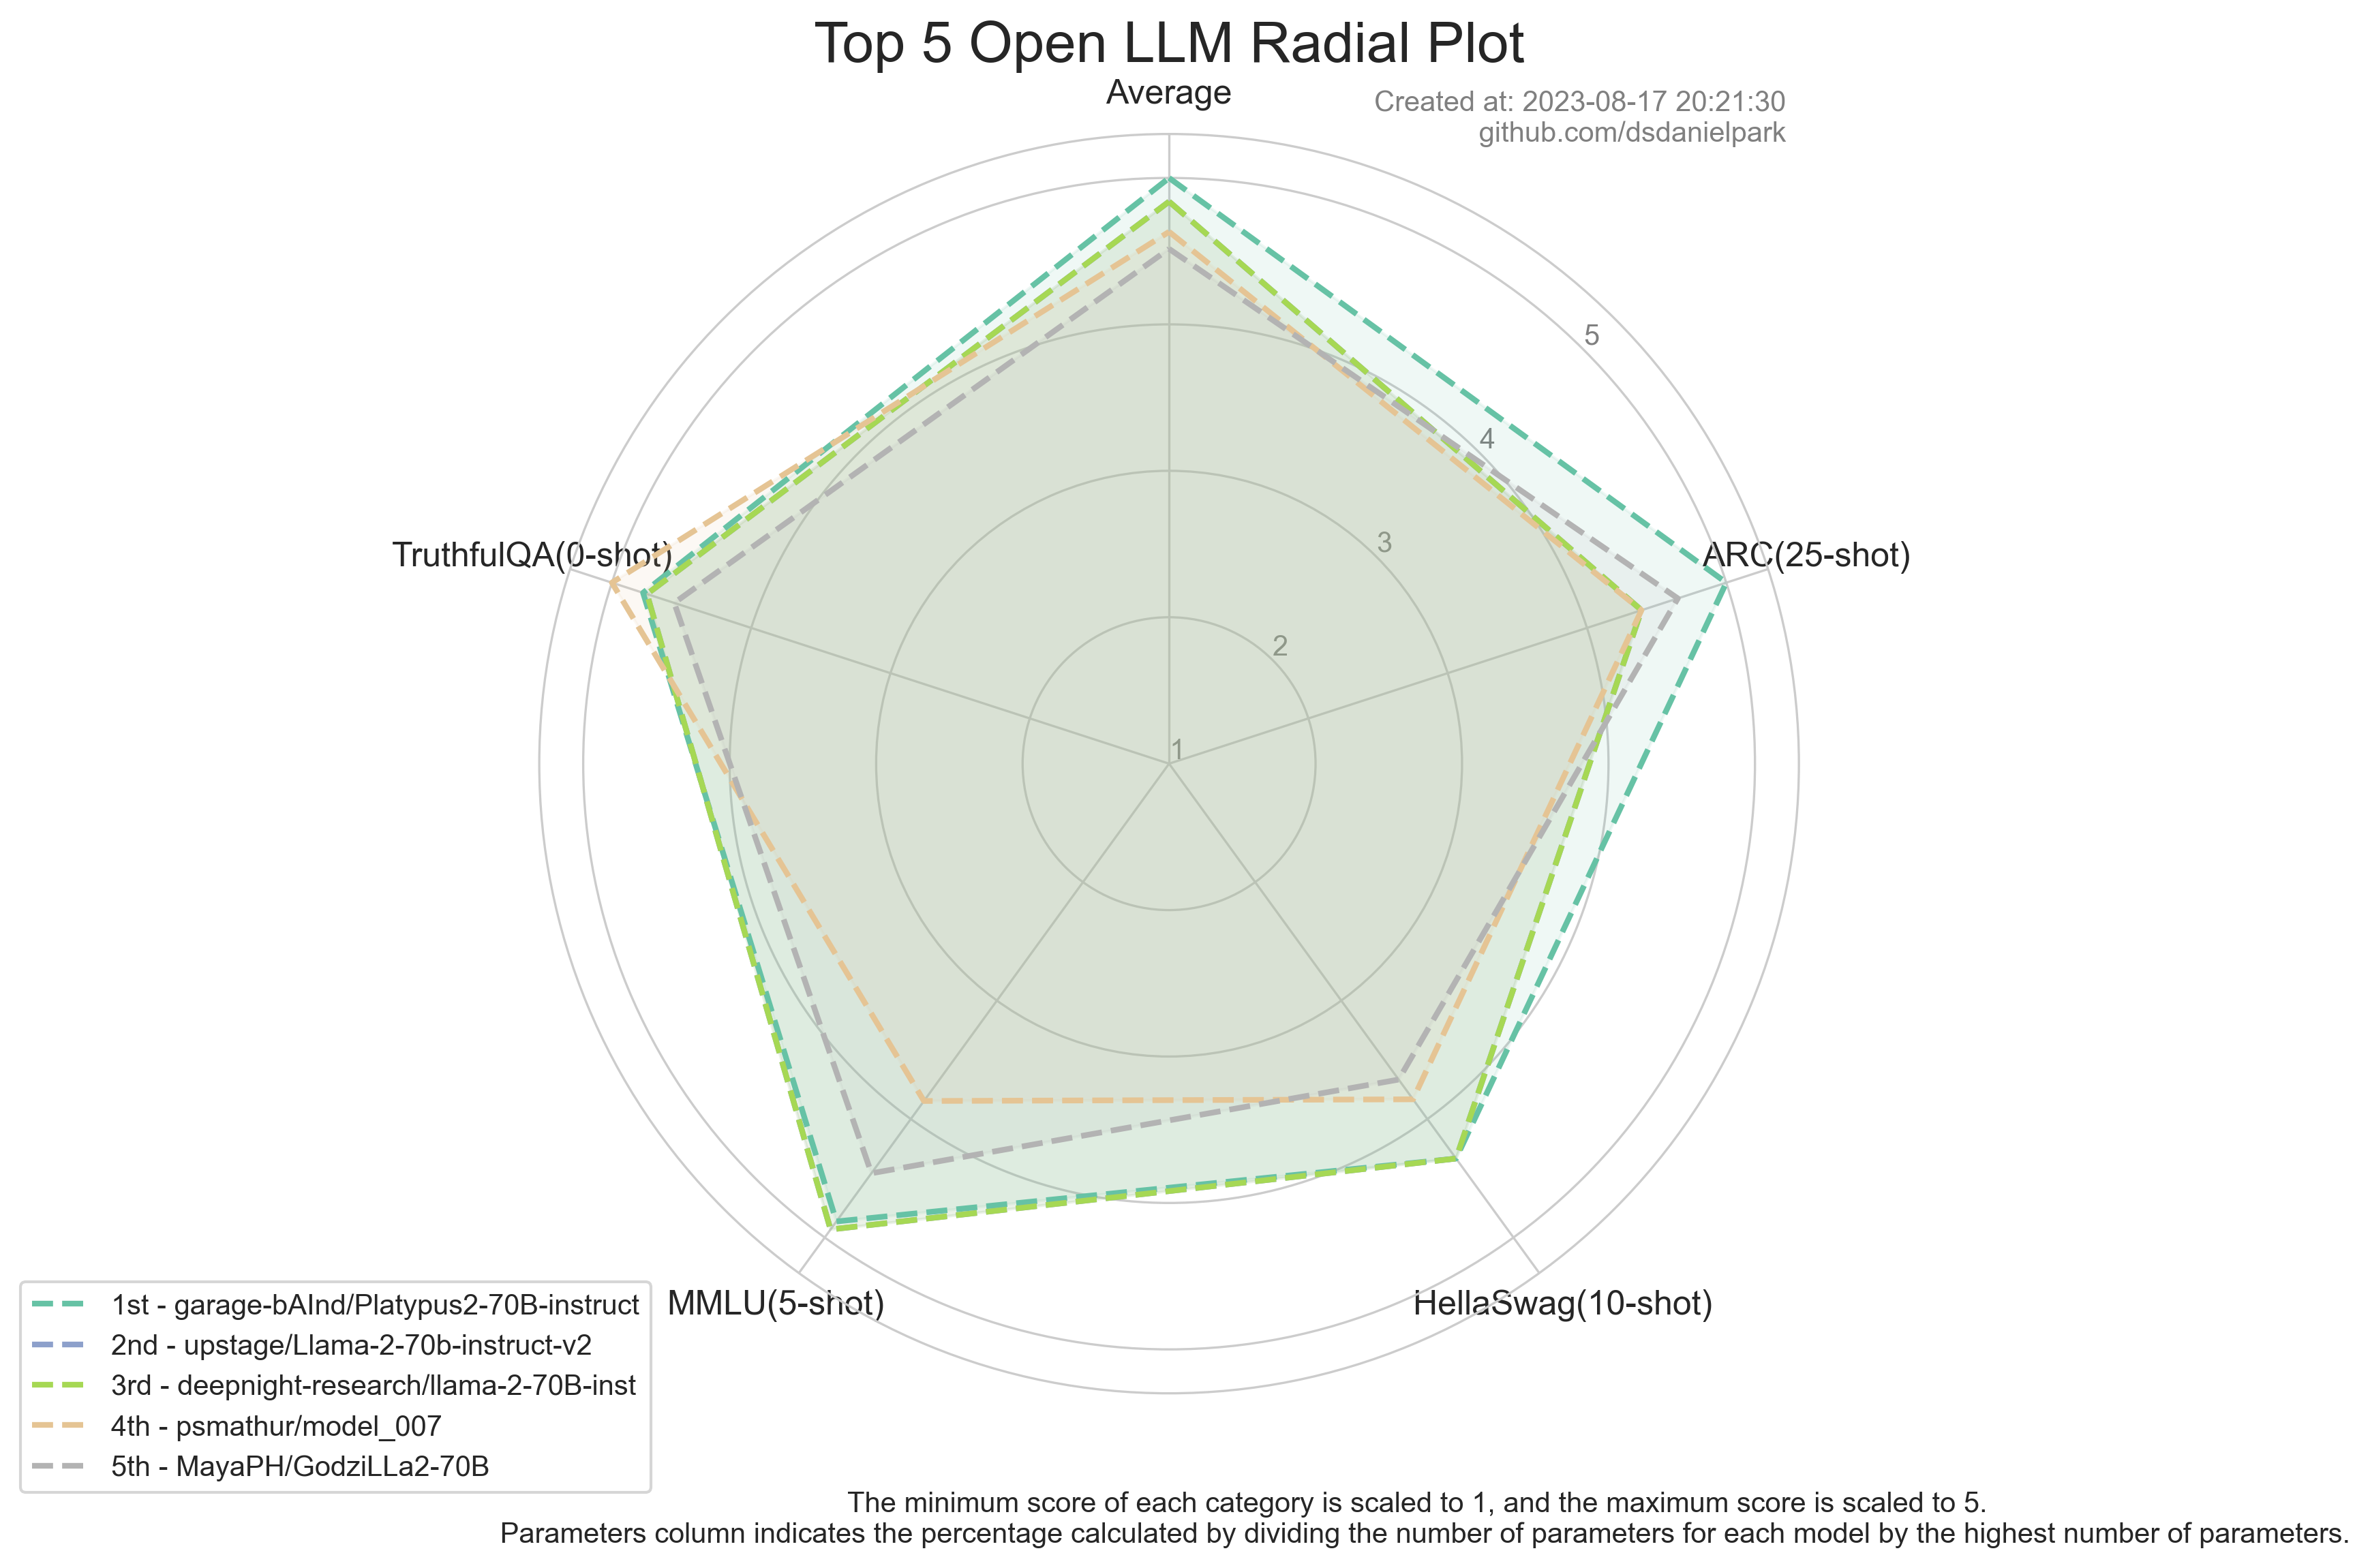 Top 5 Open LLM Radial Plot
Average
Created at: 2023-08-17 20:21:30
github.com/dsdanielpark
5
4
3
2
1
TruthfulQA(0-shot)
ARC(25-shot)
MMLU(5-shot)
HellaSwag(10-shot)
1st - garage-bAInd/Platypus2-70B-instruct
2nd - upstage/Llama-2-70b-instruct-v2
3rd - deepnight-research/llama-2-70B-inst
4th - psmathur/model_007
5th - MayaPH/GodziLLa2-70B
The minimum score of each category is scaled to 1, and the maximum score is scaled to 5.
Parameters column indicates the percentage calculated by dividing the number of parameters for each model by the highest number of parameters.